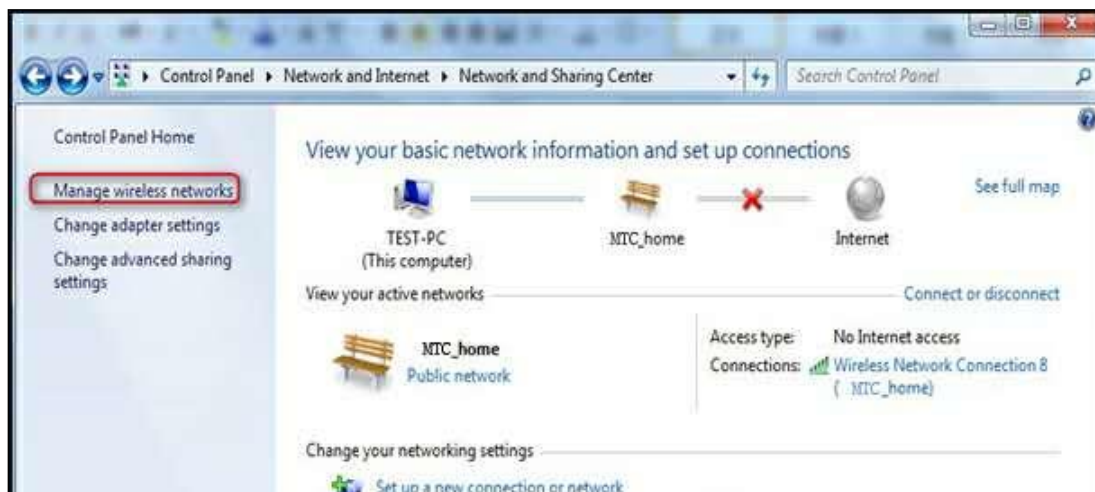 Control Panel ▸ Network and Internet ▸ Network and Sharing Center
Search Control Panel
Control Panel Home
Manage wireless networks
Change adapter settings
Change advanced sharing
settings
View your basic network information and set up connections
See full map
TEST-PC
(This computer)
MTC_home
Internet
View your active networks
Connect or disconnect
MTC_home
Public network
Access type: No Internet access
Connections: Wireless Network Connection 8
( MTC_home)
Change your networking settings
Set up a new connection or network